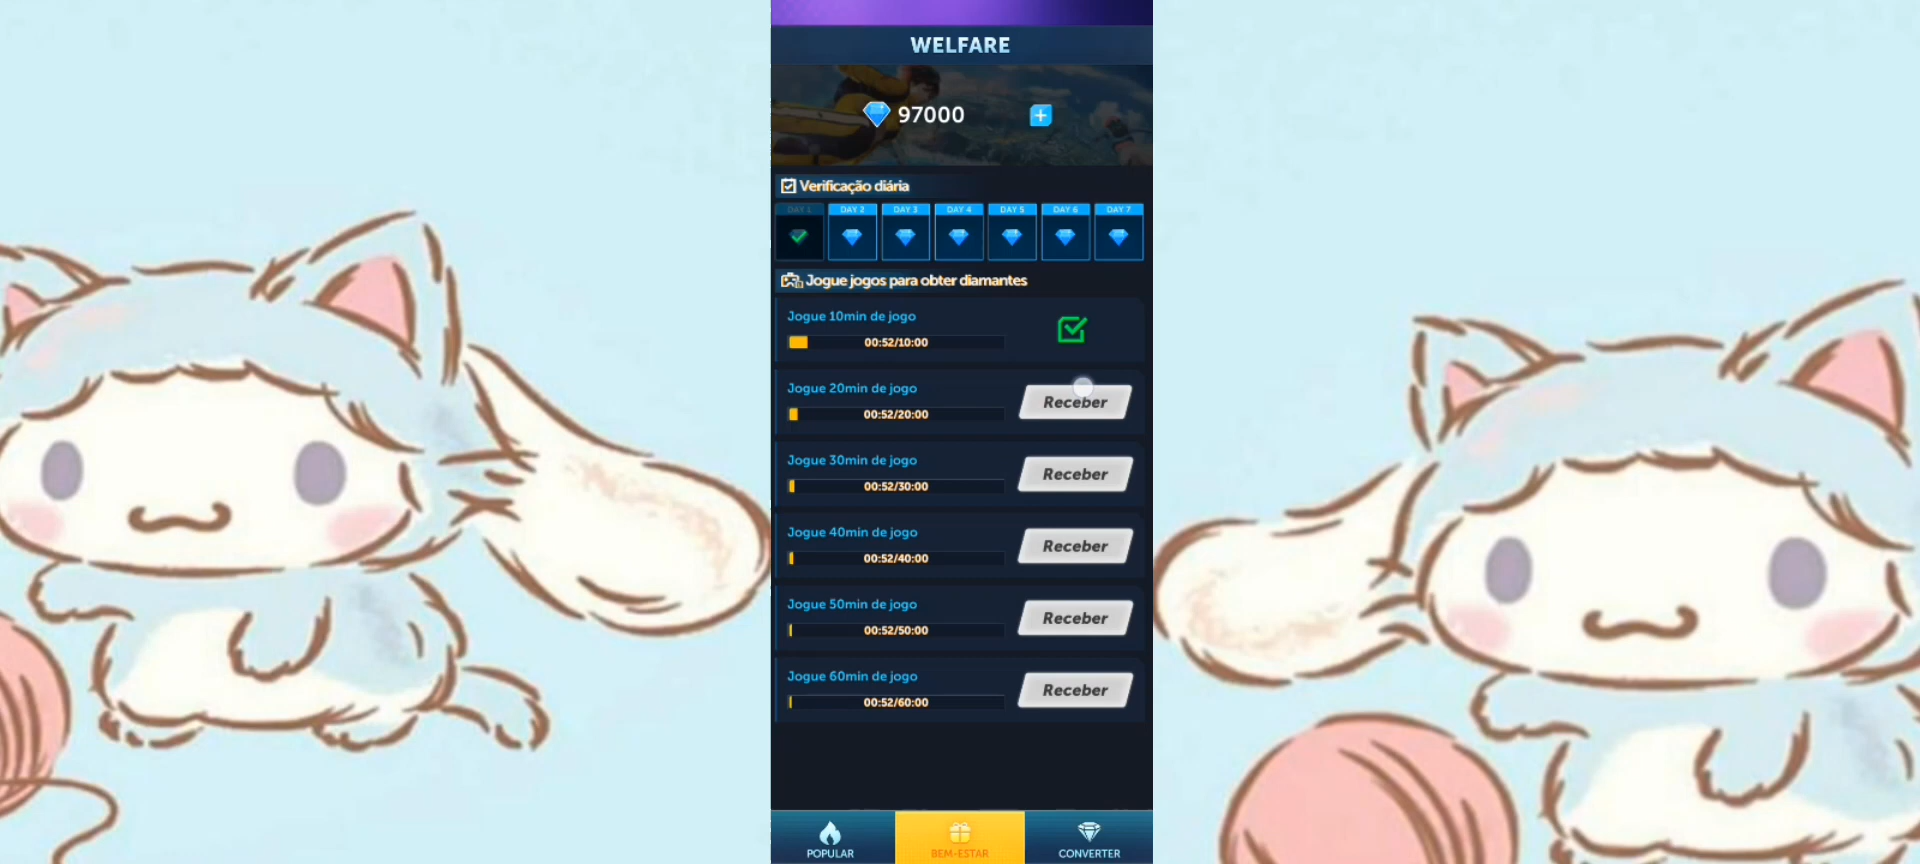 WELFARE
97000
Verificação diária
DAY 1 DAY 2 DAY 3 DAY 4 DAY 5 DAY 6 DAY 7
Jogue jogos para obter diamantes
Jogue 10min de jogo
00:52/10:00
Jogue 20min de jogo
00:52/20:00
Receber
Jogue 30min de jogo
00:52/30:00
Receber
Jogue 40min de jogo
00:52/40:00
Receber
Jogue 50min de jogo
00:52/50:00
Receber
Jogue 60min de jogo
00:52/60:00
Receber
POPULAR BEM-ESTAR CONVERTER